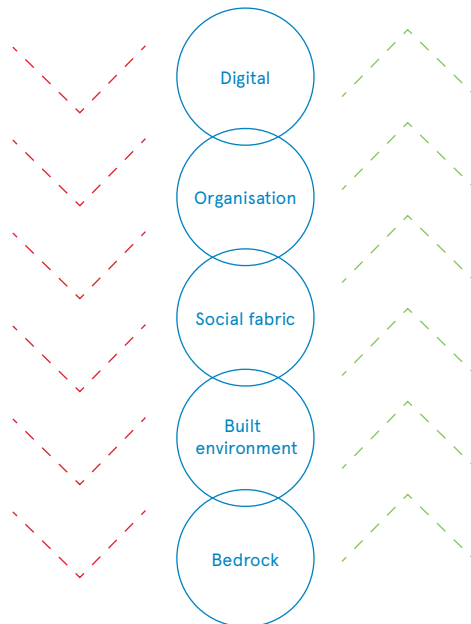 Digital
Organisation
Social fabric
Built
environment
Bedrock